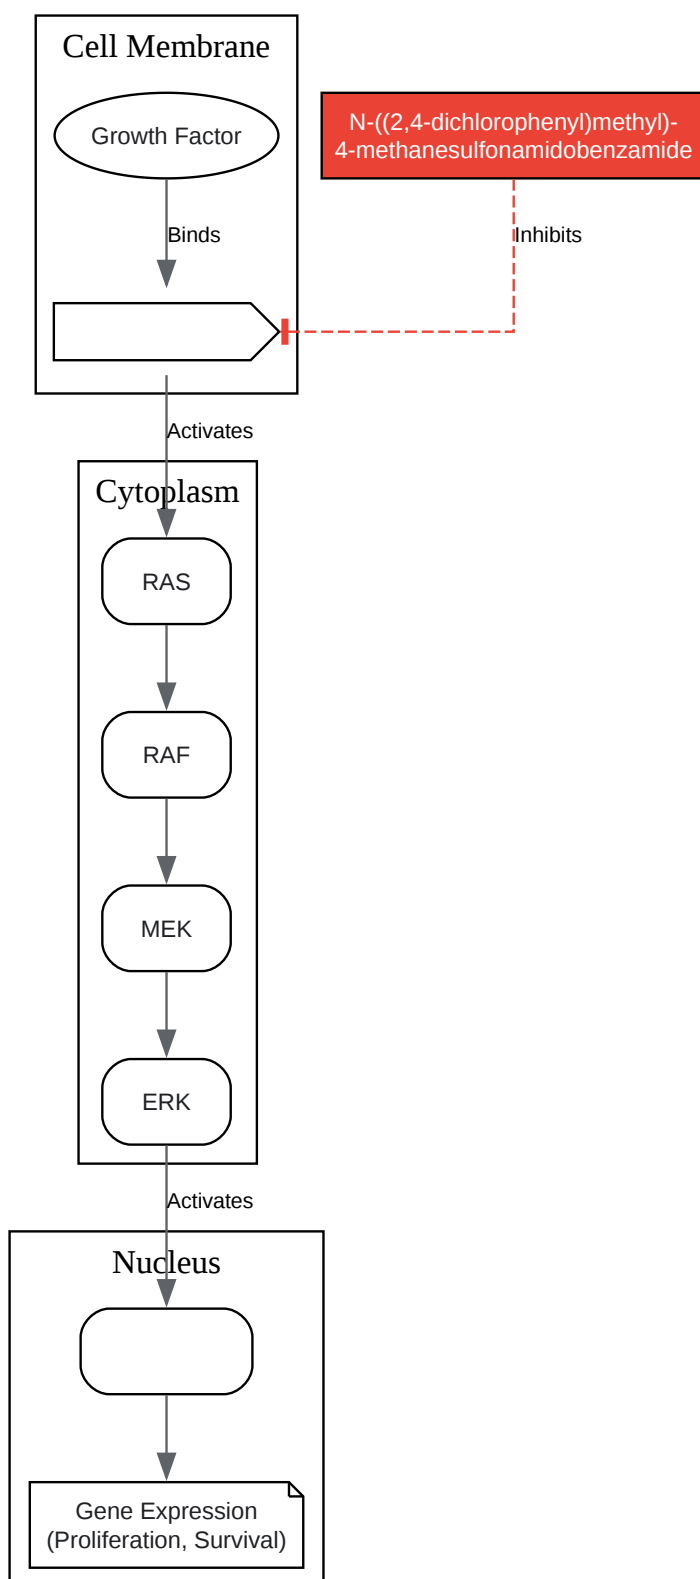 Cell Membrane
Growth Factor
N-((2,4-dichlorophenyl)methyl)-
4-methanesulfonamidobenzamide
Binds
Inhibits
Activates
Cytoplasm
RAS
RAF
MEK
ERK
Activates
Nucleus
Gene Expression
(Proliferation, Survival)